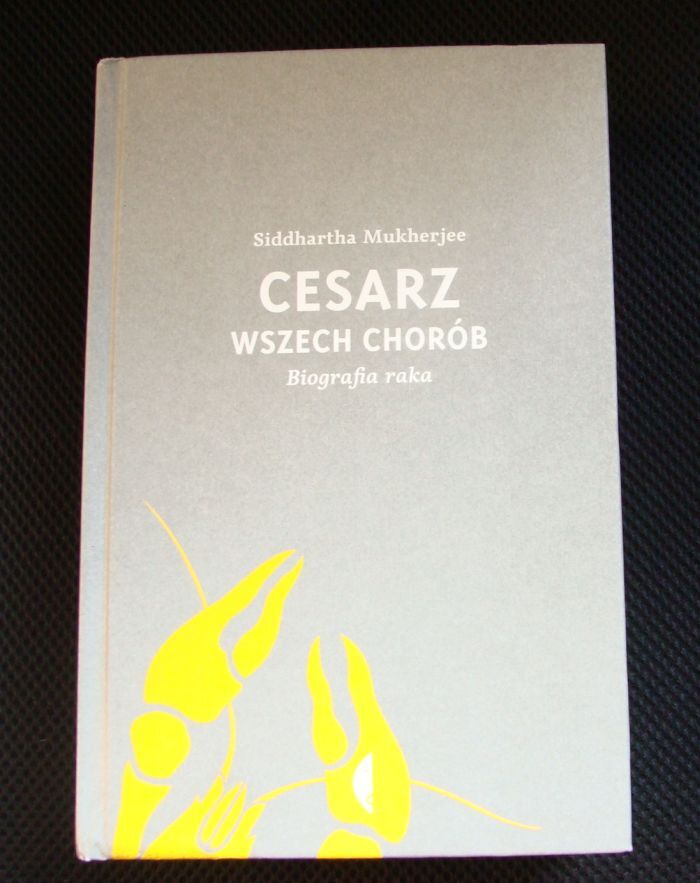 Siddhartha Mukherjee
CESARZ
WSZECH CHORÓB
Biografia raka